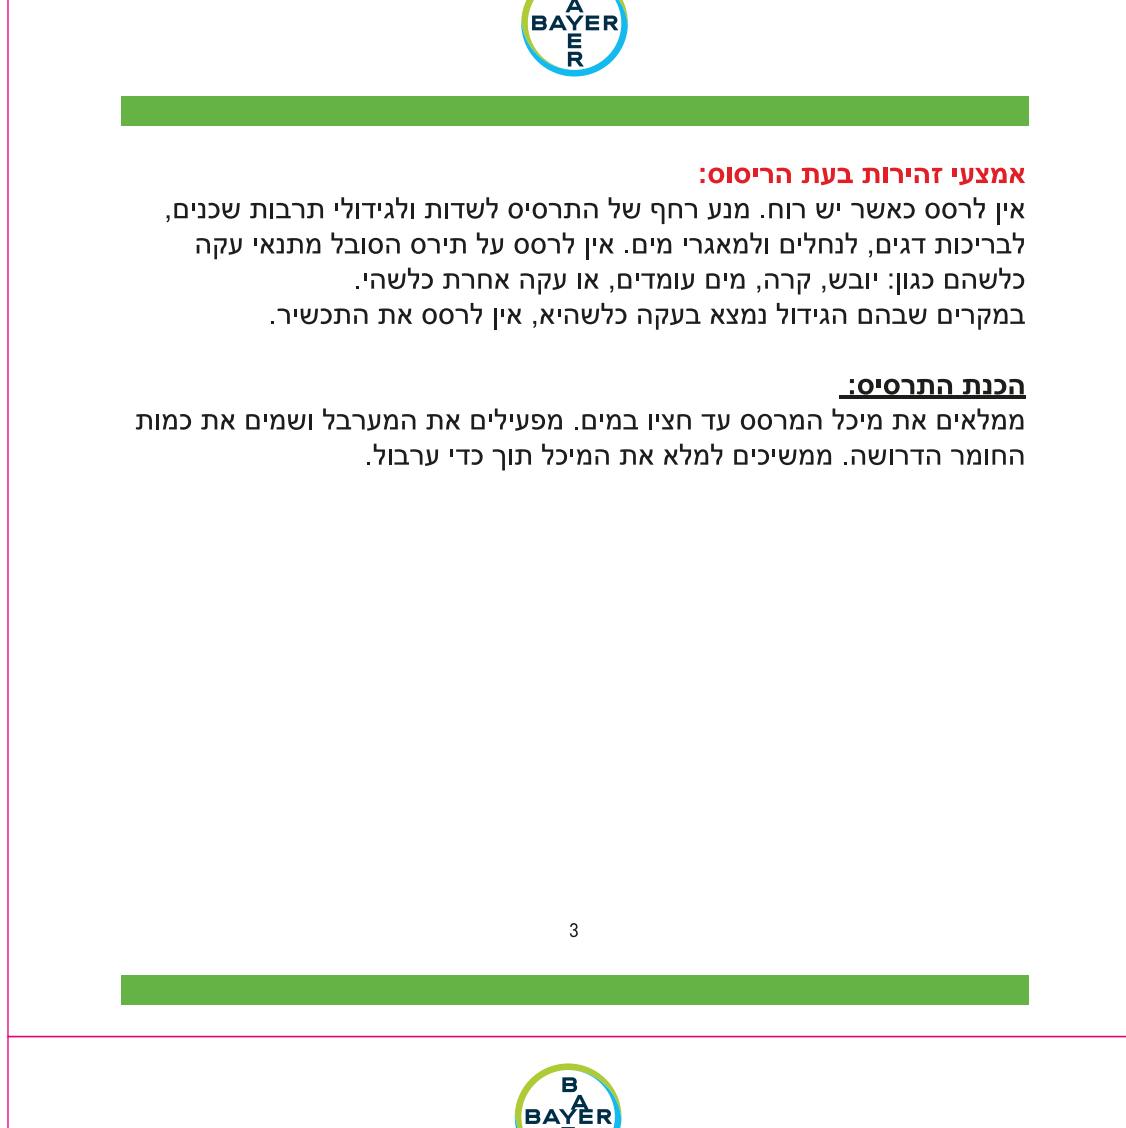 A
BAYER
E
R
אמצעי זהירות בעת הריסוס:
אין לרסס כאשר יש רוח. מנע רחף של התרסיס לשדות ולגידולי תרבות שכנים,
לבריכות דגים, לנחלים ולמאגרי מים. אין לרסס על תירס הסובל מתנאי עקה
כלשהם כגון: יובש, קרה, מים עומדים, או עקה אחרת כלשהי.
במקרים שבהם הגידול נמצא בעקה כלשהיא, אין לרסס את התכשיר.
הכנת התרסיס:
ממלאים את מיכל המרסס עד חציו במים. מפעילים את המערבל ושמים את כמות
החומר הדרושה. ממשיכים למלא את המיכל תוך כדי ערבול.
3
B
A
BAYER